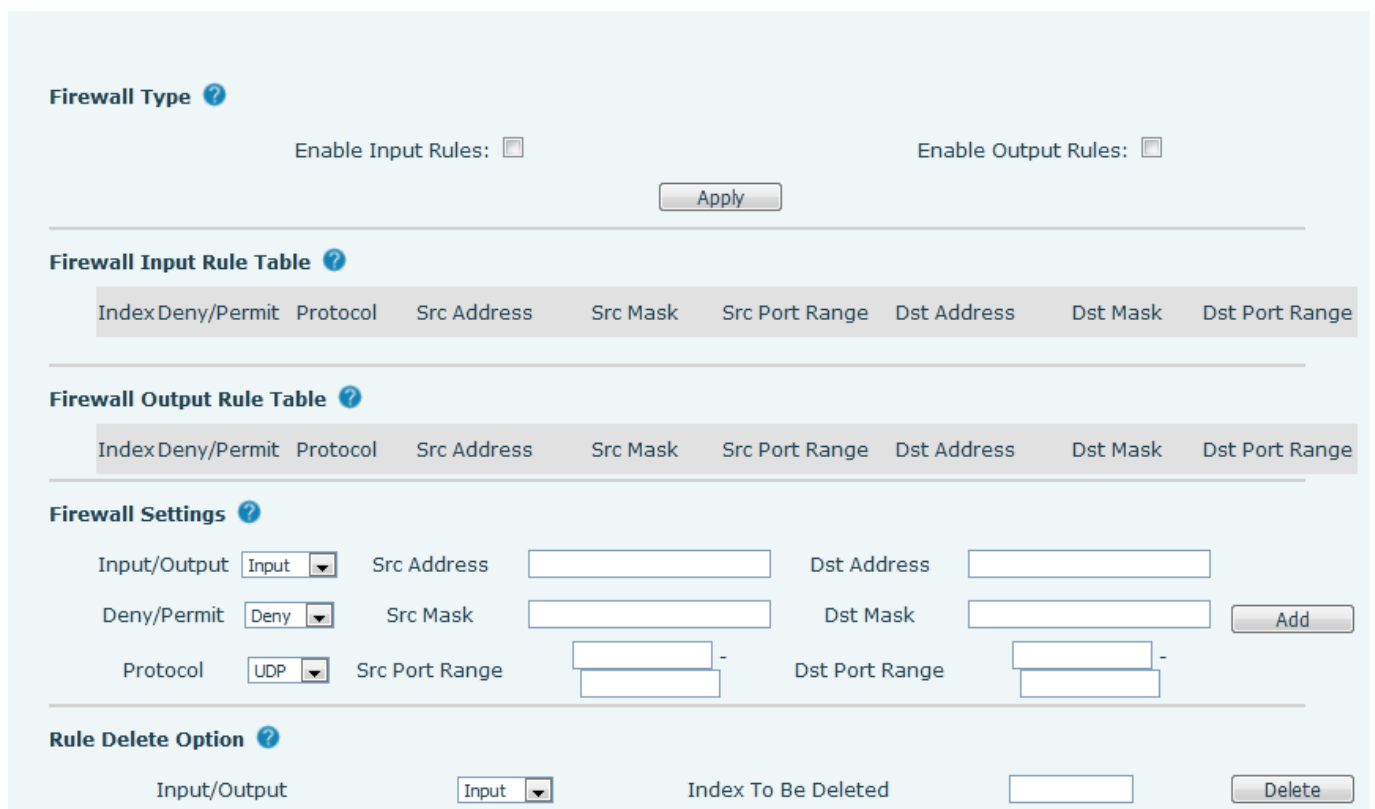 Firewall Type ?
Enable Input Rules: Enable Output Rules:
Apply
Firewall Input Rule Table ?
Index Deny/Permit Protocol Src Address Src Mask Src Port Range Dst Address Dst Mask Dst Port Range
Firewall Output Rule Table ?
Index Deny/Permit Protocol Src Address Src Mask Src Port Range Dst Address Dst Mask Dst Port Range
Firewall Settings ?
Input/Output Input Src Address Dst Address
Deny/Permit Deny Src Mask Dst Mask Add
Protocol UDP Src Port Range - Dst Port Range -
Rule Delete Option ?
Input/Output Input Index To Be Deleted Delete